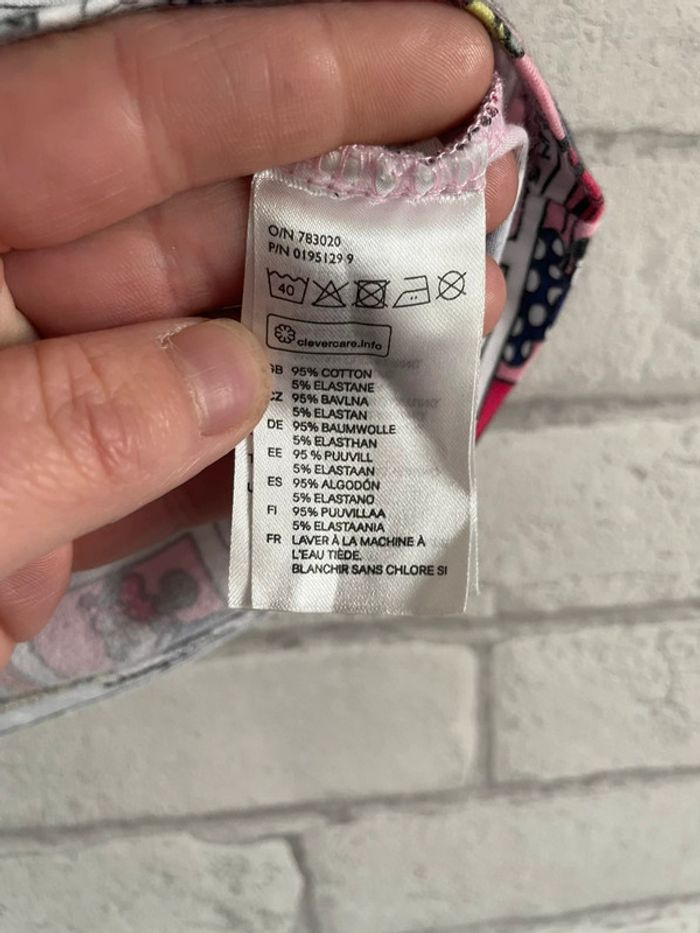 O/N 783020
P/N 0195129 9
40
clevercare.info
GB 95% COTTON
5% ELASTANE
CZ 95% BAVLNA
5% ELASTAN
DE 95% BAUMWOLLE
5% ELASTHAN
EE 95 % PUUVILL
5% ELASTAAN
ES 95% ALGODÓN
5% ELASTANO
FI 95% PUUVILLAA
5% ELASTAANIA
FR LAVER À LA MACHINE À
L'EAU TIÈDE.
BLANCHIR SANS CHLORE SI